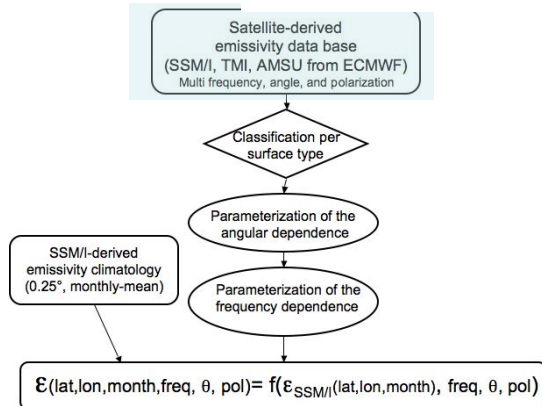 Satellite-derived
emissivity data base
(SSM/I, TMI, AMSU from ECMWF)
Multi frequency, angle, and polarization
Classification per
surface type
Parameterization of the
angular dependence
SSM/I-derived
emissivity climatology
(0.25°, monthly-mean)
Parameterization of the
frequency dependence
ε(lat,lon,month,freq, θ, pol)= f(ε_SSM/I(lat,lon,month), freq, θ, pol)